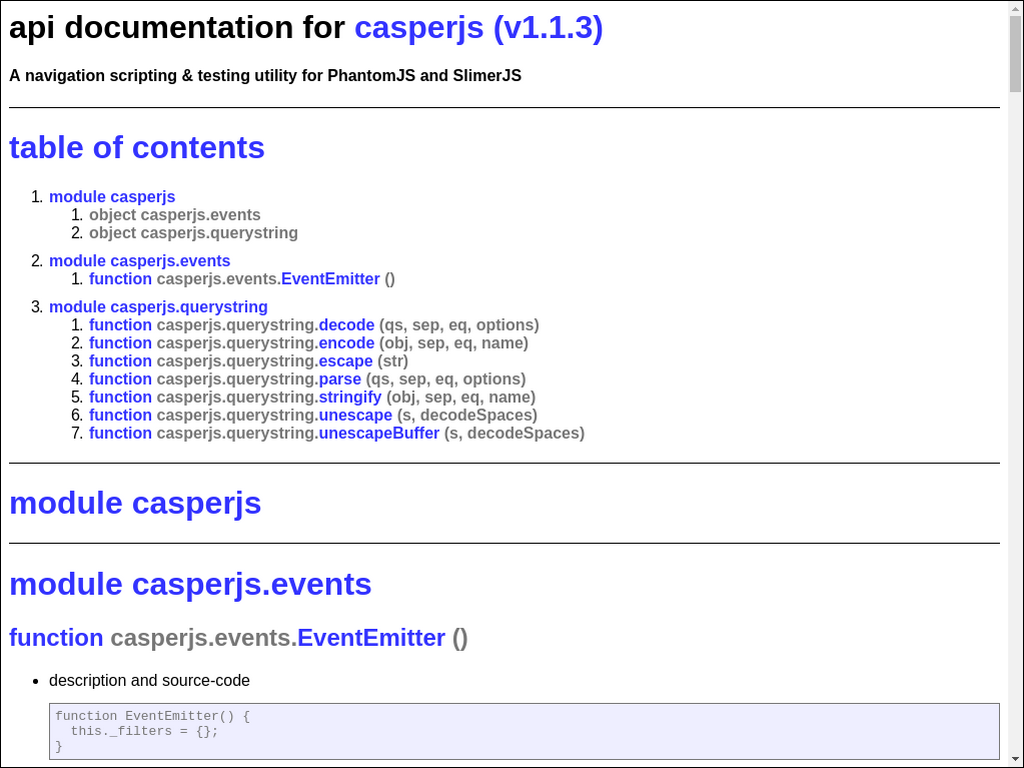 api documentation for casperjs (v1.1.3)
A navigation scripting & testing utility for PhantomJS and SlimerJS
table of contents
1. module casperjs
1. object casperjs.events
2. object casperjs.querystring
2. module casperjs.events
1. function casperjs.events.EventEmitter ()
3. module casperjs.querystring
1. function casperjs.querystring.decode (qs, sep, eq, options)
2. function casperjs.querystring.encode (obj, sep, eq, name)
3. function casperjs.querystring.escape (str)
4. function casperjs.querystring.parse (qs, sep, eq, options)
5. function casperjs.querystring.stringify (obj, sep, eq, name)
6. function casperjs.querystring.unescape (s, decodeSpaces)
7. function casperjs.querystring.unescapeBuffer (s, decodeSpaces)
module casperjs
module casperjs.events
function casperjs.events.EventEmitter ()
• description and source-code
function EventEmitter() {
  this._filters = {};
}